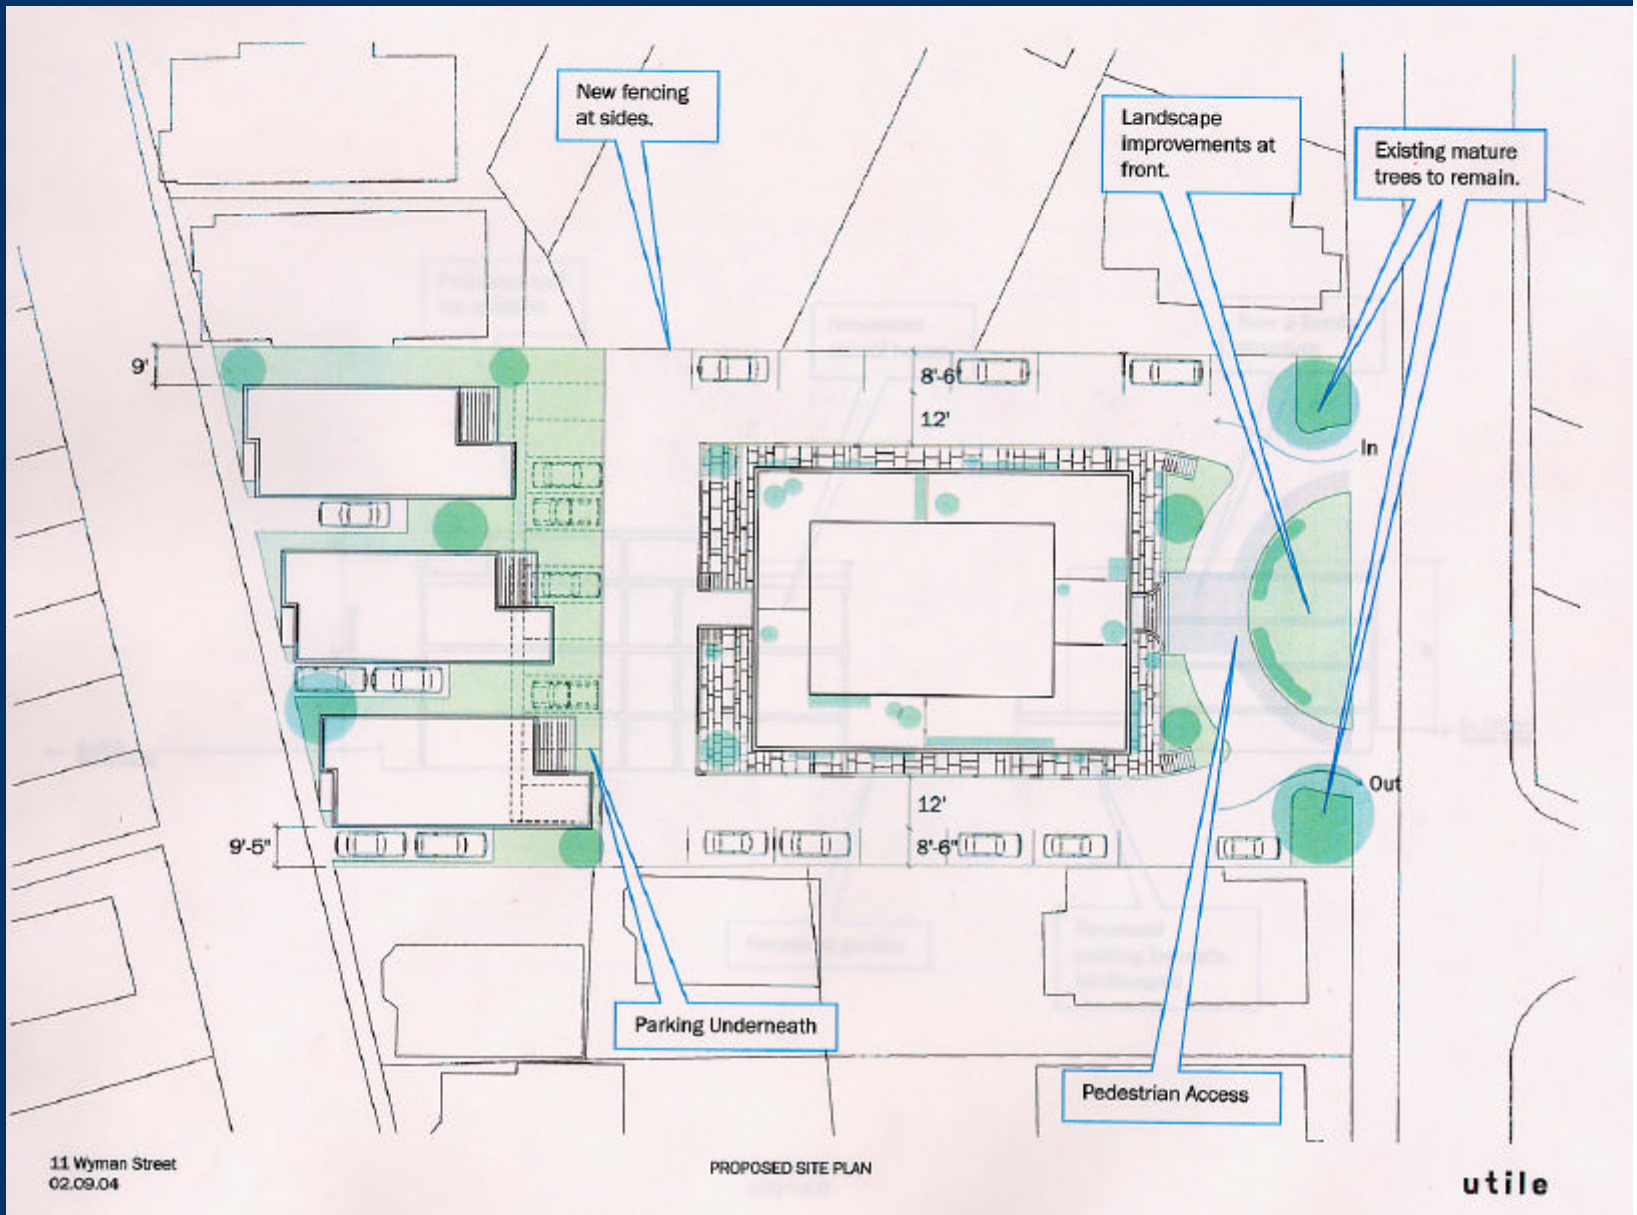 New fencing
at sides.
Landscape
improvements at
front.
Existing mature
trees to remain.
9'
8'-6"
12'
In
Out
12'
9'-5"
8'-6"
Parking Underneath
Pedestrian Access
11 Wyman Street
02.09.04
PROPOSED SITE PLAN
utile